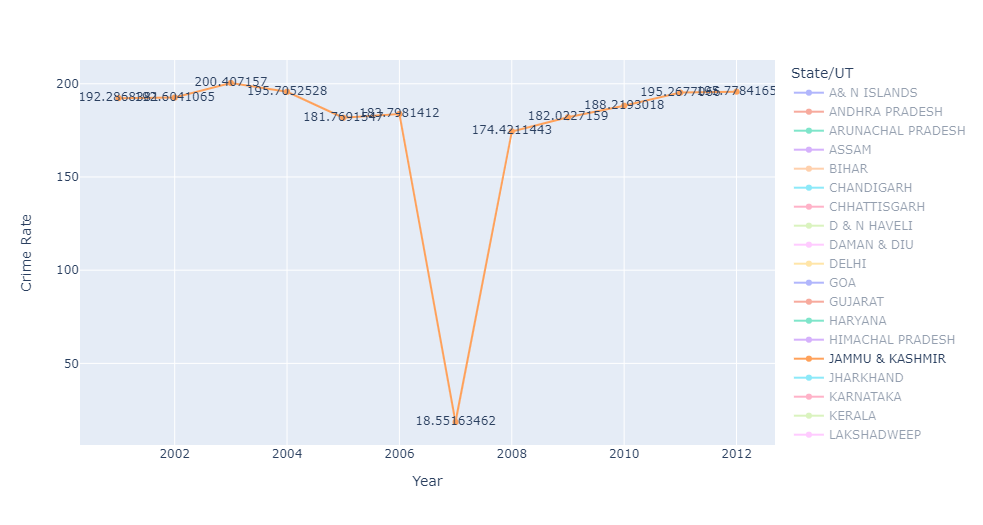 State/UT
A& N ISLANDS
ANDHRA PRADESH
ARUNACHAL PRADESH
ASSAM
BIHAR
CHANDIGARH
CHHATTISGARH
D & N HAVELI
DAMAN & DIU
DELHI
GOA
GUJARAT
HARYANA
HIMACHAL PRADESH
JAMMU & KASHMIR
JHARKHAND
KARNATAKA
KERALA
LAKSHADWEEP
Crime Rate
200
150
100
50
200.407157
195.7052528
181.7691547
183.7981412
18.55163462
174.4211443
182.0227159
188.2193018
2002
2004
2006
2008
2010
2012
Year